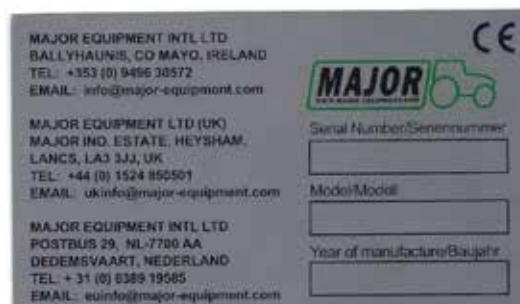 MAJOR EQUIPMENT INTL LTD
BALLYHAUNIS, CO MAYO, IRELAND
TEL: +353 (0) 9496 30572
EMAIL: info@major-equipment.com
MAJOR EQUIPMENT LTD (UK)
MAJOR IND. ESTATE, HEYSHAM,
LANCS, LA3 3JJ, UK
TEL: +44 (0) 1524 850501
EMAIL: ukinfo@major-equipment.com
MAJOR EQUIPMENT INTL LTD
POSTBUS 29, NL-7700 AA
DEDEMSVAART, NEDERLAND
TEL: + 31 (0) 6389 19585
EMAIL: euinfo@major-equipment.com
CE
MAJOR
Serial Number/Seriennummer
Model/Modell
Year of manufacture/Baujahr